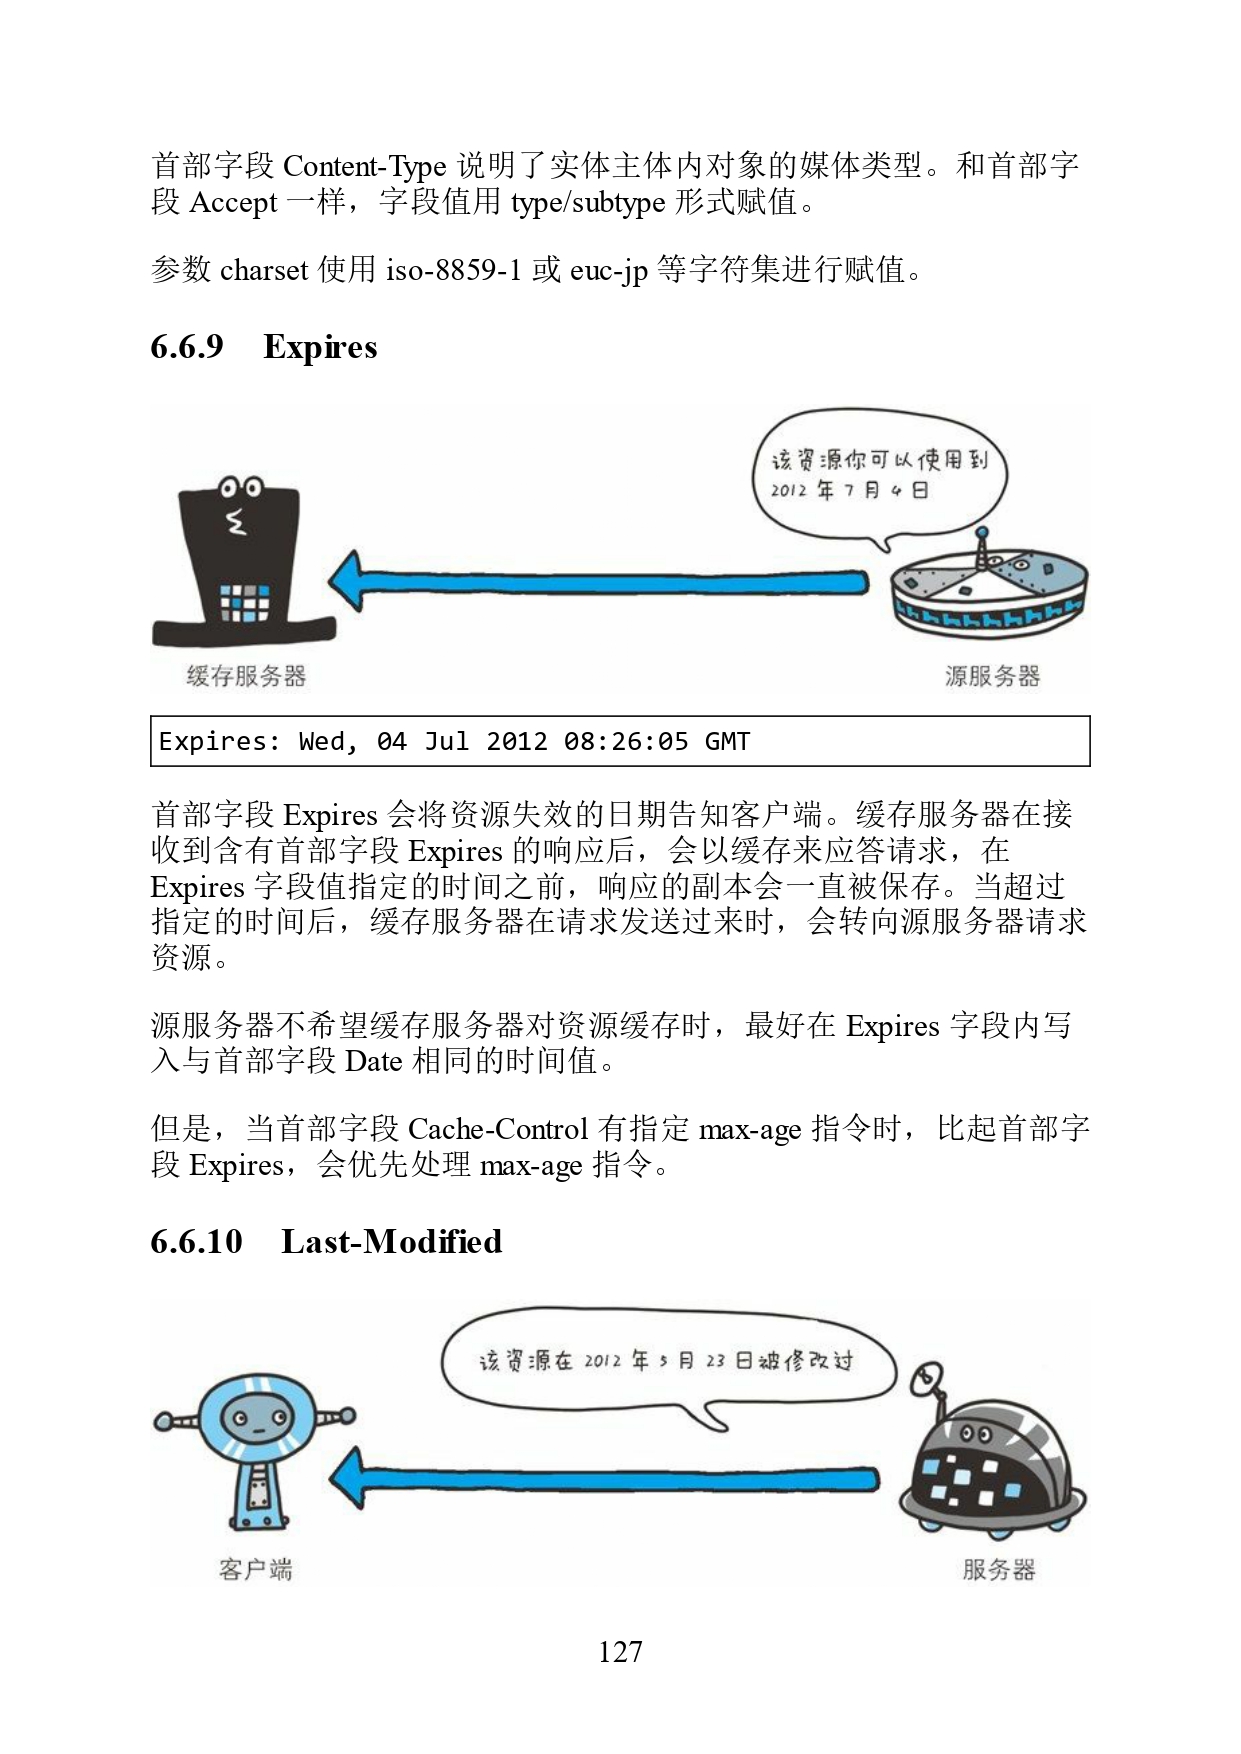 首部字段 Content-Type 说明了实体主体内对象的媒体类型。和首部字
段 Accept 一样，字段值用 type/subtype 形式赋值。
参数 charset 使用 iso-8859-1 或 euc-jp 等字符集进行赋值。
6.6.9 Expires
该资源你可以使用到
2012 年 7 月 4 日
缓存服务器
源服务器
Expires: Wed, 04 Jul 2012 08:26:05 GMT
首部字段 Expires 会将资源失效的日期告知客户端。缓存服务器在接
收到含有首部字段 Expires 的响应后，会以缓存来应答请求，在
Expires 字段值指定的时间之前，响应的副本会一直被保存。当超过
指定的时间后，缓存服务器在请求发送过来时，会转向源服务器请求
资源。
源服务器不希望缓存服务器对资源缓存时，最好在 Expires 字段内写
入与首部字段 Date 相同的时间值。
但是，当首部字段 Cache-Control 有指定 max-age 指令时，比起首部字
段 Expires，会优先处理 max-age 指令。
6.6.10 Last-Modified
该资源在 2012 年 5 月 23 日被修改过
客户端
服务器
127